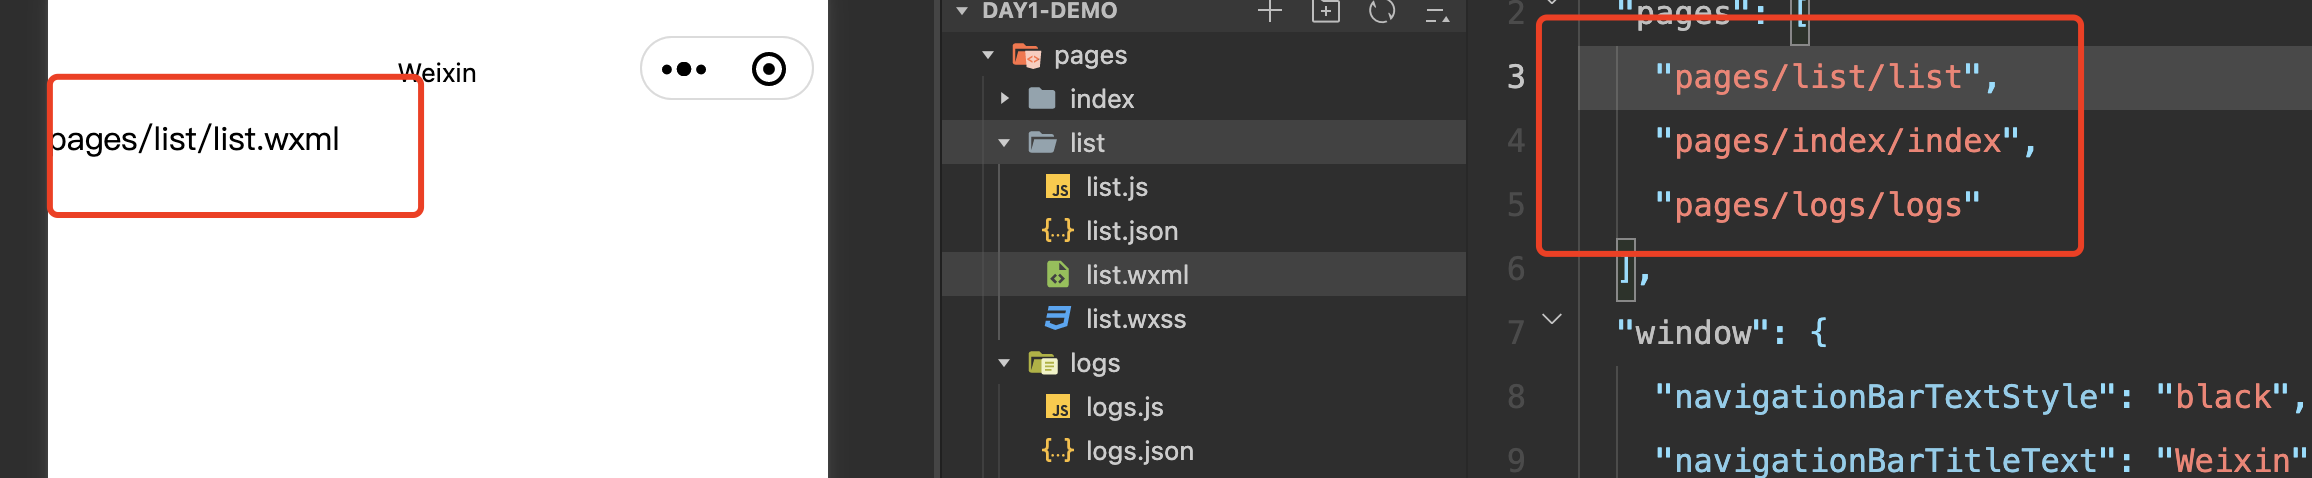 Weixin
pages/list/list.wxml
DAY1-DEMO
pages
index
list
JS list.js
{...} list.json
list.wxml
list.wxss
logs
JS logs.js
{...} logs.json
2 "pages": [
3 "pages/list/list",
4 "pages/index/index",
5 "pages/logs/logs"
6 ],
7 "window": {
8 "navigationBarTextStyle": "black",
9 "navigationBarTitleText": "Weixin"